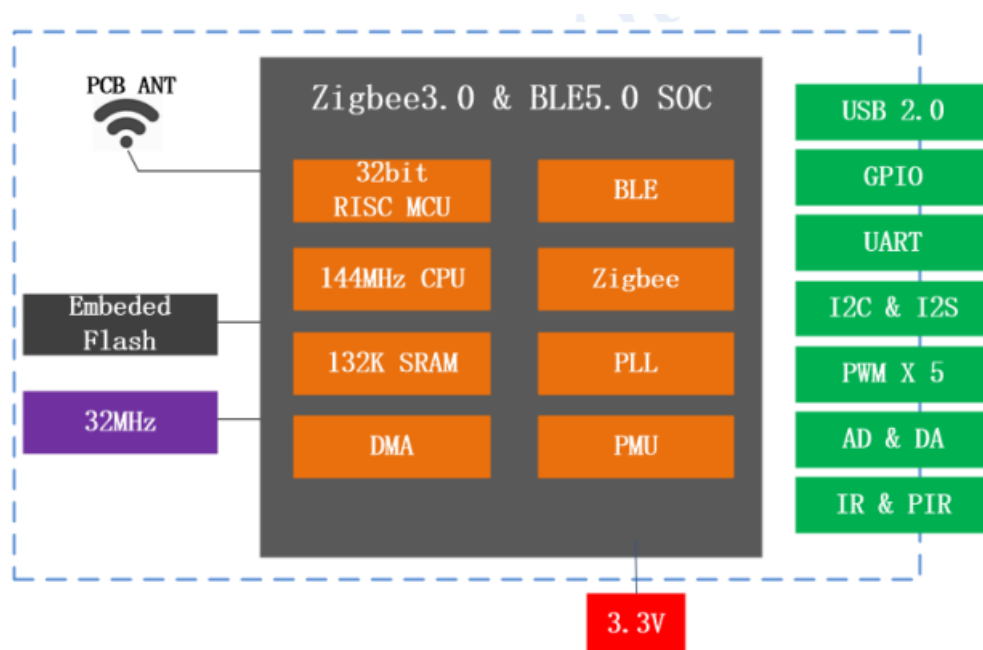 PCB ANT
Zigbee3.0 & BLE5.0 SOC
32bit
RISC MCU
BLE
144MHz CPU
Zigbee
132K SRAM
PLL
DMA
PMU
Embeded
Flash
32MHz
USB 2.0
GPIO
UART
I2C & I2S
PWM X 5
AD & DA
IR & PIR
3.3V